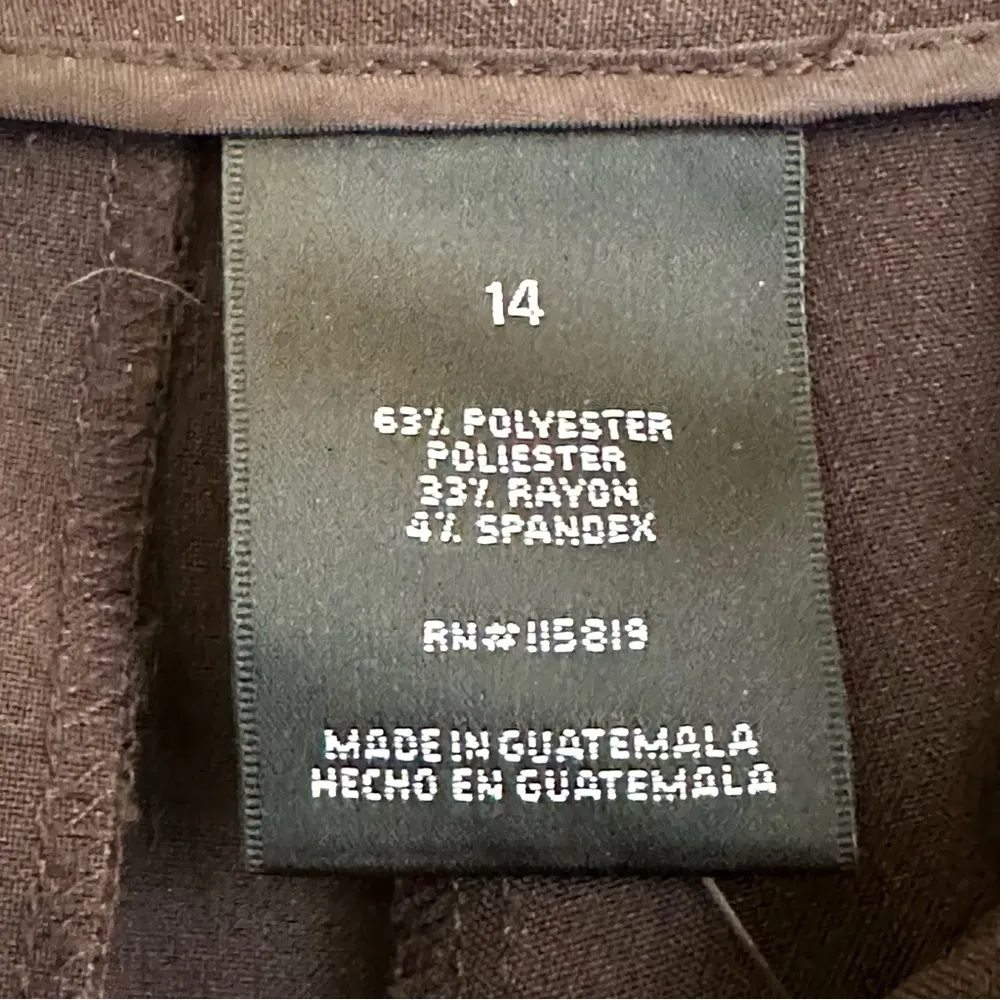 14
63% POLYESTER
POLIESTER
33% RAYON
4% SPANDEX
RN#115819
MADE IN GUATEMALA
HECHO EN GUATEMALA